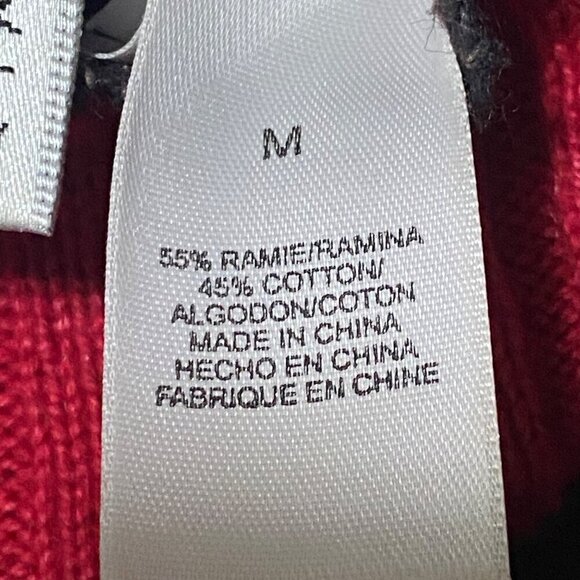 M
55% RAMIE/RAMINA
45% COTTON/
ALGODON/COTON
MADE IN CHINA
HECHO EN CHINA
FABRIQUE EN CHINE